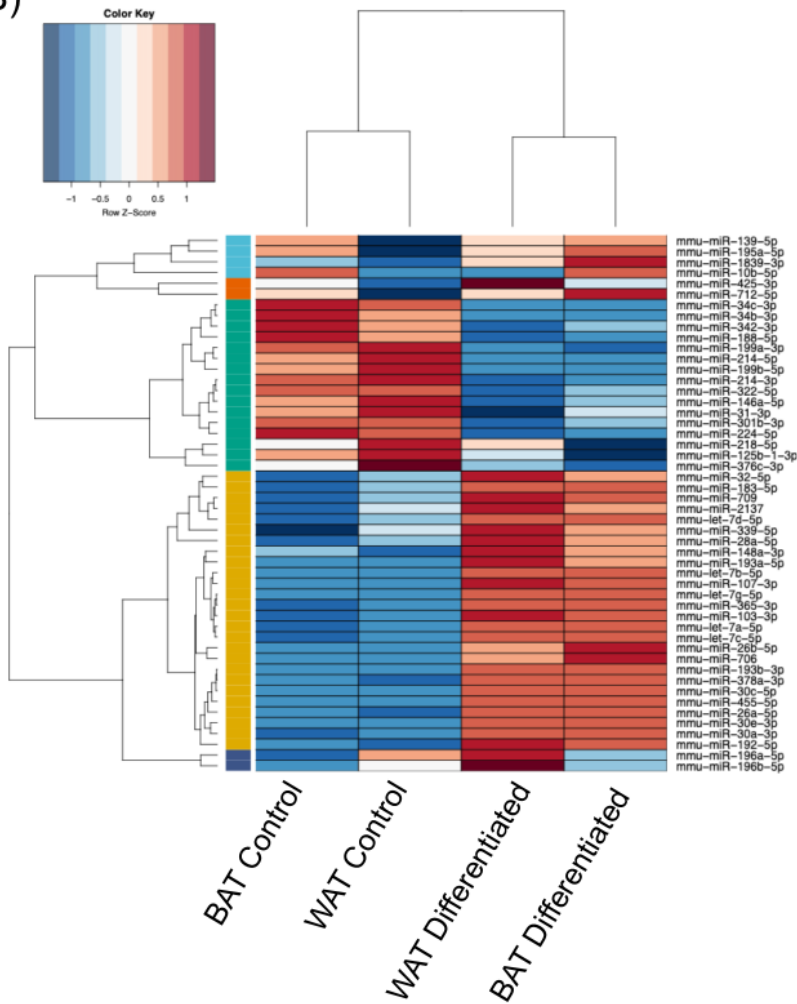 Color Key
−1 −0.5 0 0.5 1
Row Z−Score
mmu−miR−139−5p
mmu−miR−195a−5p
mmu−miR−1839−3p
mmu−miR−10b−5p
mmu−miR−425−3p
mmu−miR−712−5p
mmu−miR−34c−3p
mmu−miR−34b−3p
mmu−miR−342−3p
mmu−miR−188−5p
mmu−miR−199a−3p
mmu−miR−214−5p
mmu−miR−199b−5p
mmu−miR−214−3p
mmu−miR−322−5p
mmu−miR−146a−5p
mmu−miR−31−3p
mmu−miR−301b−3p
mmu−miR−224−5p
mmu−miR−218−5p
mmu−miR−125b−1−3p
mmu−miR−376c−3p
mmu−miR−32−5p
mmu−miR−183−5p
mmu−miR−709
mmu−miR−2137
mmu−let−7d−5p
mmu−miR−339−5p
mmu−miR−28a−5p
mmu−miR−148a−3p
mmu−miR−193a−5p
mmu−let−7b−5p
mmu−miR−107−3p
mmu−let−7g−5p
mmu−miR−365−3p
mmu−miR−103−3p
mmu−let−7a−5p
mmu−let−7c−5p
mmu−miR−26b−5p
mmu−miR−706
mmu−miR−193b−3p
mmu−miR−378a−3p
mmu−miR−30c−5p
mmu−miR−455−5p
mmu−miR−26a−5p
mmu−miR−30e−3p
mmu−miR−30a−3p
mmu−miR−192−5p
mmu−miR−196a−5p
mmu−miR−196b−5p
BAT Control
WAT Control
WAT Differentiated
BAT Differentiated